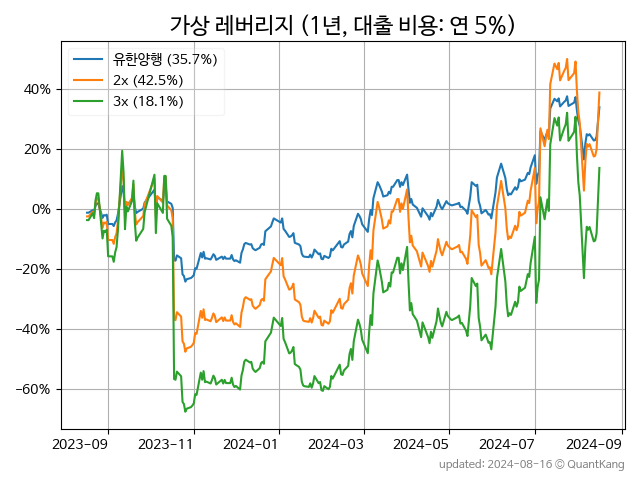 가상 레버리지 (1년, 대출 비용: 연 5%)
유한양행 (35.7%)
2x (42.5%)
3x (18.1%)
40%
20%
0%
−20%
−40%
−60%
2023-09 2023-11 2024-01 2024-03 2024-05 2024-07 2024-09
updated: 2024-08-16 © QuantKang